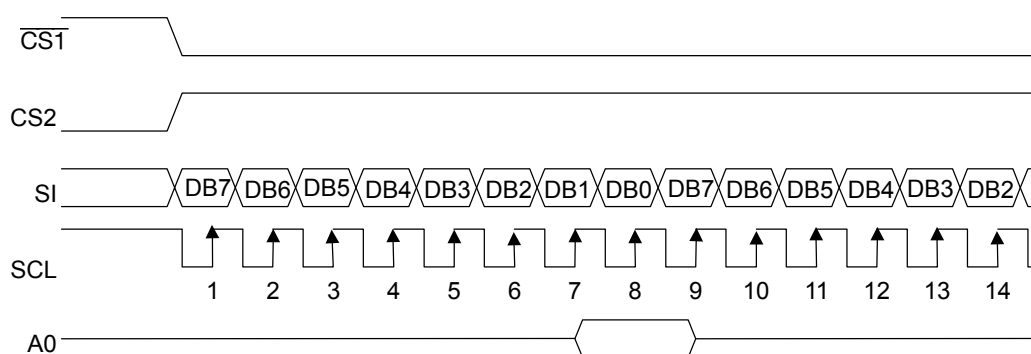 CS1
CS2
SI DB7 DB6 DB5 DB4 DB3 DB2 DB1 DB0 DB7 DB6 DB5 DB4 DB3 DB2
SCL
1 2 3 4 5 6 7 8 9 10 11 12 13 14
A0